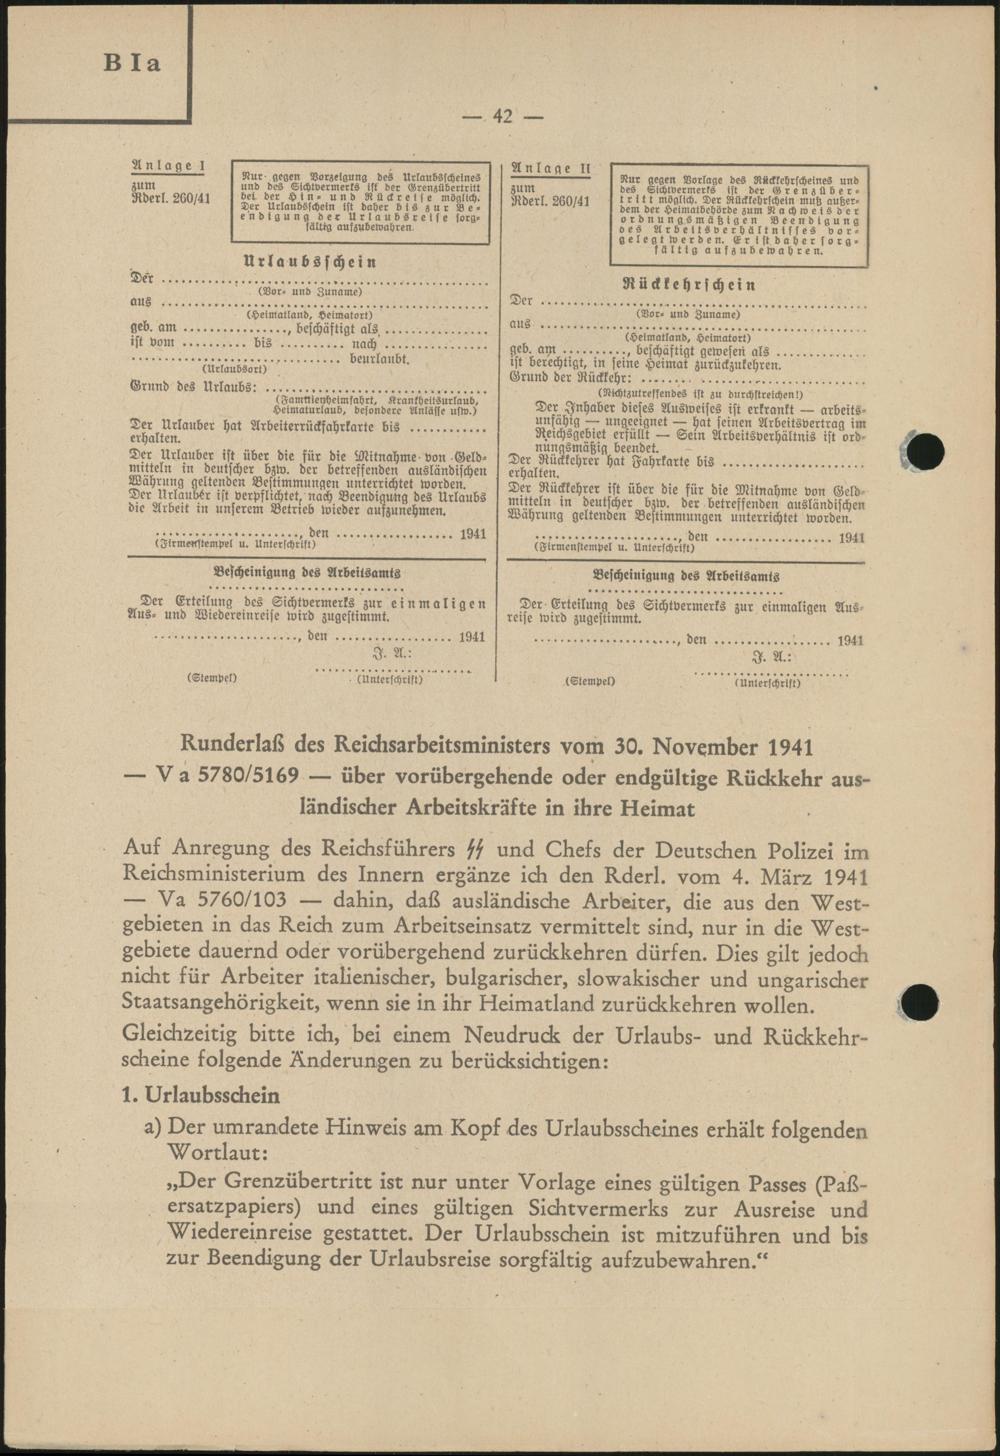 B I a
— 42 —
Anlage I
zum
Rderl. 260/41
Nur gegen Vorzeigung des Urlaubsscheines
und des Sichtvermerks ist der Grenzübertritt
bei der Hin- und Rückreise möglich.
Der Urlaubsschein ist daher bis zur Be-
endigung der Urlaubsreise sorg-
fältig aufzubewahren.
Urlaubsschein
Der ........................................
(Vor- und Zuname)
aus ........................................
(Heimatland, Heimatort)
geb. am ..............., beschäftigt als ...............
ist vom .......... bis .......... nach ...............
.............................. beurlaubt.
(Urlaubsort)
Grund des Urlaubs: ..............................
(Familienheimfahrt, Krankheitsurlaub,
Heimaturlaub, besondere Anlässe usw.)
Der Urlauber hat Arbeiterrückfahrkarte bis ............
erhalten.
Der Urlauber ist über die für die Mitnahme von Geld-
mitteln in deutscher bzw. der betreffenden ausländischen
Währung geltenden Bestimmungen unterrichtet worden.
Der Urlauber ist verpflichtet, nach Beendigung des Urlaubs
die Arbeit in unserem Betrieb wieder aufzunehmen.
...................., den .................. 1941
(Firmenstempel u. Unterschrift)
Bescheinigung des Arbeitsamts
..............................
Der Erteilung des Sichtvermerks zur einmaligen
Aus- und Wiedereinreise wird zugestimmt.
...................., den .................. 1941
J. A.:
........................
(Stempel) (Unterschrift)
Anlage II
zum
Rderl. 260/41
Nur gegen Vorlage des Rückkehrscheines und
des Sichtvermerks ist der Grenzüber-
tritt möglich. Der Rückkehrschein muß außer-
dem der Heimatbehörde zum Nachweis der
ordnungsmäßigen Beendigung
des Arbeitsverhältnisses vor-
gelegt werden. Er ist daher sorg-
fältig aufzubewahren.
Rückkehrschein
Der ........................................
(Vor- und Zuname)
aus ........................................
(Heimatland, Heimatort)
geb. am .........., beschäftigt gewesen als ............
ist berechtigt, in seine Heimat zurückzukehren.
Grund der Rückkehr: ..............................
(Nichtzutreffendes ist zu durchstreichen!)
Der Inhaber dieses Ausweises ist erkrankt — arbeits-
unfähig — ungeeignet — hat seinen Arbeitsvertrag im
Reichsgebiet erfüllt — Sein Arbeitsverhältnis ist ord-
nungsmäßig beendet.
Der Rückkehrer hat Fahrkarte bis ....................
erhalten.
Der Rückkehrer ist über die für die Mitnahme von Geld-
mitteln in deutscher bzw. der betreffenden ausländischen
Währung geltenden Bestimmungen unterrichtet worden.
...................., den .................. 1941
(Firmenstempel u. Unterschrift)
Bescheinigung des Arbeitsamts
..............................
Der Erteilung des Sichtvermerks zur einmaligen Aus-
reise wird zugestimmt.
...................., den .................. 1941
J. A.:
........................
(Stempel) (Unterschrift)
Runderlaß des Reichsarbeitsministers vom 30. November 1941
— V a 5780/5169 — über vorübergehende oder endgültige Rückkehr aus-
ländischer Arbeitskräfte in ihre Heimat
Auf Anregung des Reichsführers ϟϟ und Chefs der Deutschen Polizei im
Reichsministerium des Innern ergänze ich den Rderl. vom 4. März 1941
— Va 5760/103 — dahin, daß ausländische Arbeiter, die aus den West-
gebieten in das Reich zum Arbeitseinsatz vermittelt sind, nur in die West-
gebiete dauernd oder vorübergehend zurückkehren dürfen. Dies gilt jedoch
nicht für Arbeiter italienischer, bulgarischer, slowakischer und ungarischer
Staatsangehörigkeit, wenn sie in ihr Heimatland zurückkehren wollen.
Gleichzeitig bitte ich, bei einem Neudruck der Urlaubs- und Rückkehr-
scheine folgende Änderungen zu berücksichtigen:
1. Urlaubsschein
a) Der umrandete Hinweis am Kopf des Urlaubsscheines erhält folgenden
Wortlaut:
„Der Grenzübertritt ist nur unter Vorlage eines gültigen Passes (Paß-
ersatzpapiers) und eines gültigen Sichtvermerks zur Ausreise und
Wiedereinreise gestattet. Der Urlaubsschein ist mitzuführen und bis
zur Beendigung der Urlaubsreise sorgfältig aufzubewahren.“